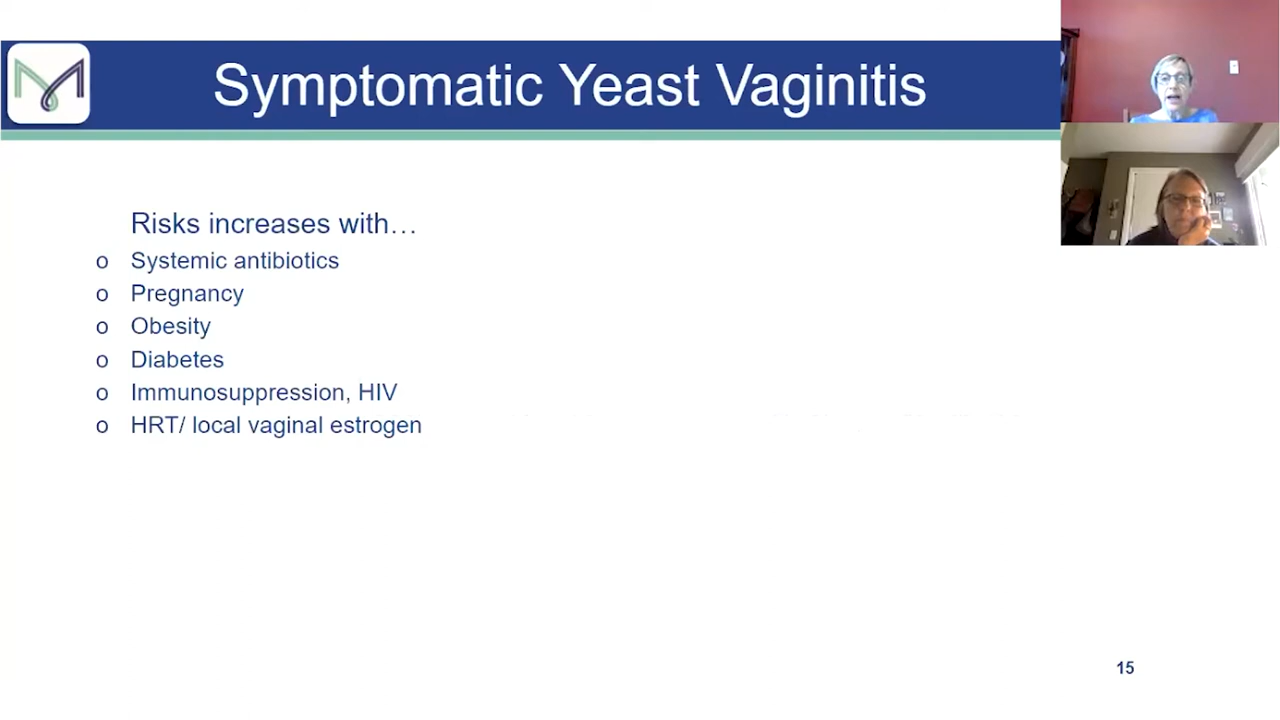 Symptomatic Yeast Vaginitis
Risks increases with…
o Systemic antibiotics
o Pregnancy
o Obesity
o Diabetes
o Immunosuppression, HIV
o HRT/ local vaginal estrogen
15